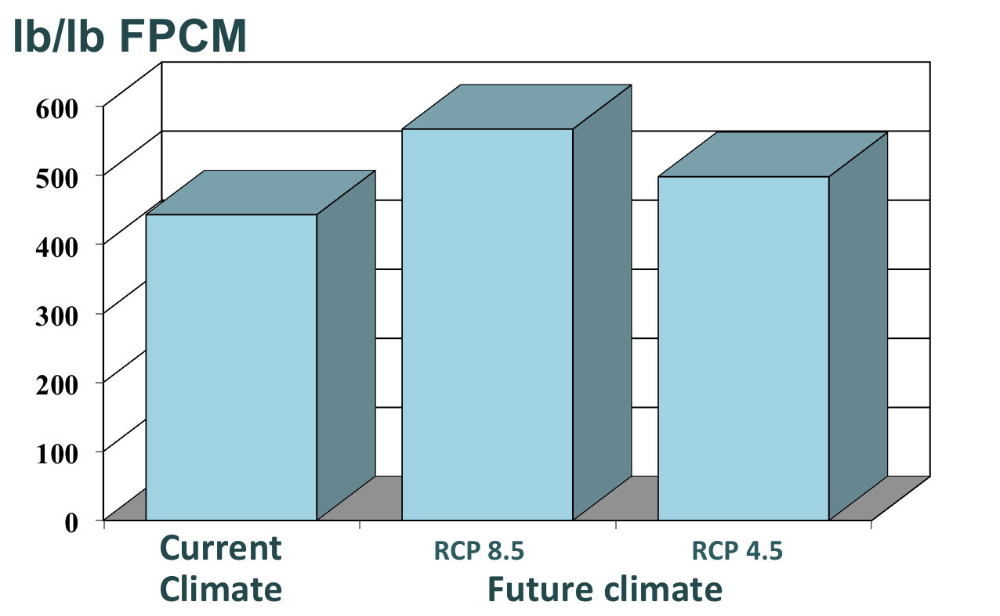 lb/lb FPCM
600
500
400
300
200
100
0
Current
Climate
RCP 8.5
RCP 4.5
Future climate